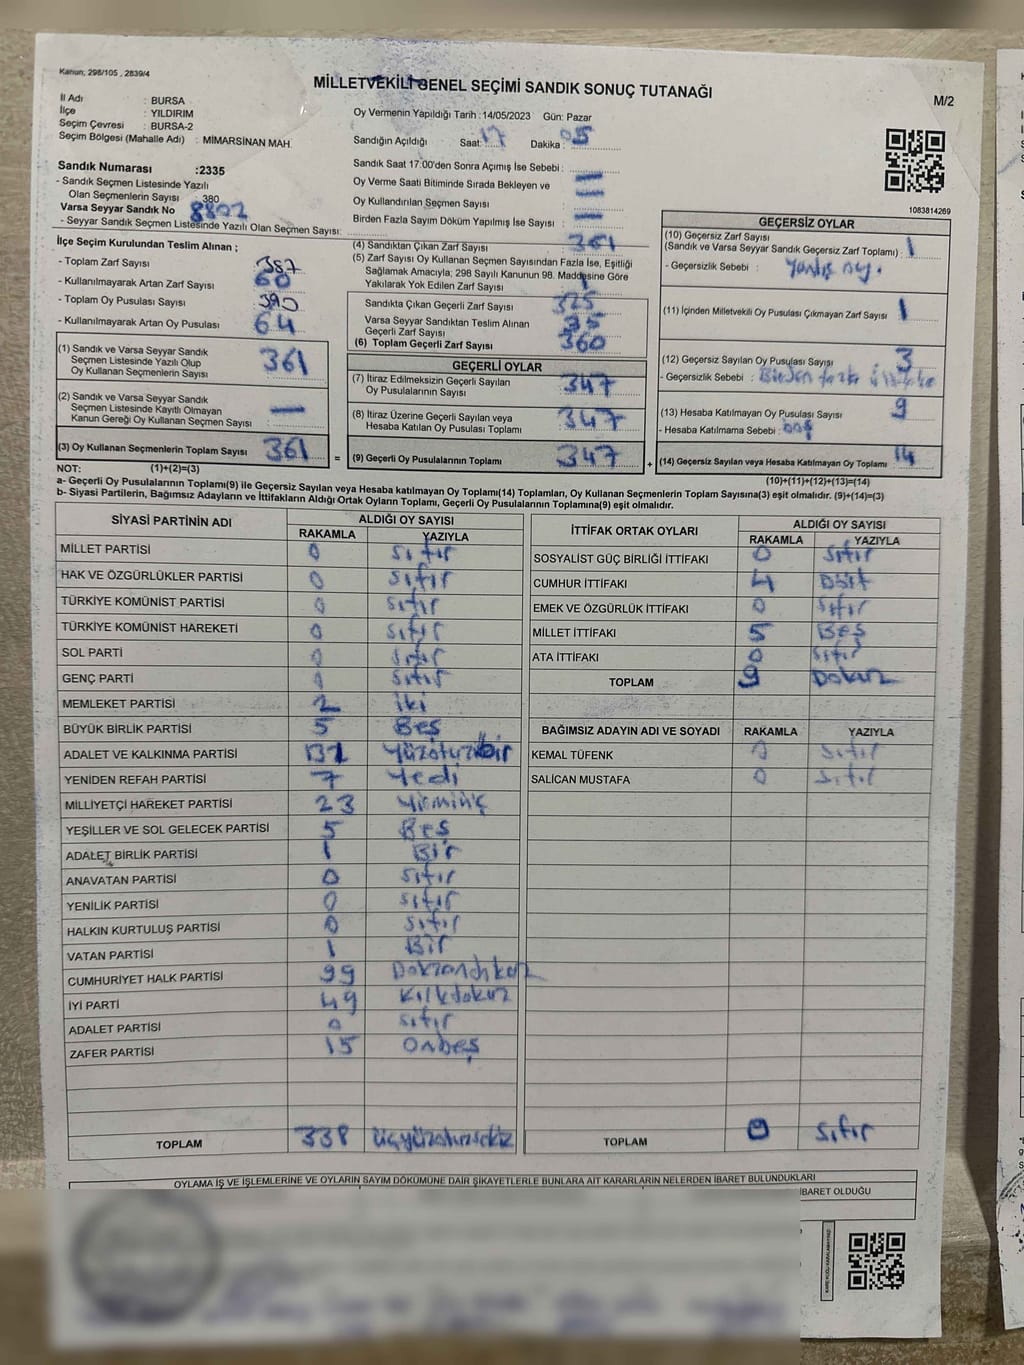 Kanun; 298/105 , 2839/4
MİLLETVEKİLİ GENEL SEÇİMİ SANDIK SONUÇ TUTANAĞI
M/2
İl Adı : BURSA
İlçe : YILDIRIM
Seçim Çevresi : BURSA-2
Seçim Bölgesi (Mahalle Adı) : MİMARSİNAN MAH.
Oy Vermenin Yapıldığı Tarih : 14/05/2023 Gün: Pazar
Sandığın Açıldığı Saat: 17 Dakika : 05
Sandık Saat 17:00'den Sonra Açımış İse Sebebi :
Oy Verme Saati Bitiminde Sırada Bekleyen ve
Oy Kullandırılan Seçmen Sayısı : —
Birden Fazla Sayım Döküm Yapılmış İse Sayısı : —
1083814269
Sandık Numarası :2335
- Sandık Seçmen Listesinde Yazılı
Olan Seçmenlerin Sayısı : 380
Varsa Seyyar Sandık No 8802
- Seyyar Sandık Seçmen Listesinde Yazılı Olan Seçmen Sayısı:
İlçe Seçim Kurulundan Teslim Alınan ;
- Toplam Zarf Sayısı : 387
- Kullanılmayarak Artan Zarf Sayısı : 60
- Toplam Oy Pusulası Sayısı : 390
- Kullanılmayarak Artan Oy Pusulası : 64
(1) Sandık ve Varsa Seyyar Sandık
Seçmen Listesinde Yazılı Olup
Oy Kullanan Seçmenlerin Sayısı 361
(2) Sandık ve Varsa Seyyar Sandık
Seçmen Listesinde Kayıtlı Olmayan
Kanun Gereği Oy Kullanan Seçmen Sayısı —
(3) Oy Kullanan Seçmenlerin Toplam Sayısı 361 =
(4) Sandıktan Çıkan Zarf Sayısı : 361
(5) Zarf Sayısı Oy Kullanan Seçmen Sayısından Fazla İse, Eşitliği
Sağlamak Amacıyla; 298 Sayılı Kanunun 98. Maddesine Göre
Yakılarak Yok Edilen Zarf Sayısı :
Sandıkta Çıkan Geçerli Zarf Sayısı : 325
Varsa Seyyar Sandıktan Teslim Alınan
Geçerli Zarf Sayısı : 35
(6) Toplam Geçerli Zarf Sayısı : 360
GEÇERLİ OYLAR
(7) İtiraz Edilmeksizin Geçerli Sayılan
Oy Pusulalarının Sayısı : 347
(8) İtiraz Üzerine Geçerli Sayılan veya
Hesaba Katılan Oy Pusulası Toplamı : 347
(9) Geçerli Oy Pusulalarının Toplamı : 347 +
GEÇERSİZ OYLAR
(10) Geçersiz Zarf Sayısı
(Sandık ve Varsa Seyyar Sandık Geçersiz Zarf Toplamı) : 1
- Geçersizlik Sebebi : Yanlış oy.
(11) İçinden Milletvekili Oy Pusulası Çıkmayan Zarf Sayısı 1
(12) Geçersiz Sayılan Oy Pusulası Sayısı : 3
- Geçersizlik Sebebi : Birden fazla
(13) Hesaba Katılmayan Oy Pusulası Sayısı : 9
- Hesaba Katılmama Sebebi : boş
(14) Geçersiz Sayılan veya Hesaba Katılmayan Oy Toplamı 14
NOT: (1)+(2)=(3) (10)+(11)+(12)+(13)=(14)
a- Geçerli Oy Pusulalarının Toplamı(9) ile Geçersiz Sayılan veya Hesaba katılmayan Oy Toplamı(14) Toplamları, Oy Kullanan Seçmenlerin Toplam Sayısına(3) eşit olmalıdır. (9)+(14)=(3)
b- Siyasi Partilerin, Bağımsız Adayların ve İttifakların Aldığı Ortak Oyların Toplamı, Geçerli Oy Pusulalarının Toplamına(9) eşit olmalıdır.
SİYASİ PARTİNİN ADI ALDIĞI OY SAYISI
RAKAMLA YAZIYLA
MİLLET PARTİSİ 0 sıfır
HAK VE ÖZGÜRLÜKLER PARTİSİ 0 sıfır
TÜRKİYE KOMÜNİST PARTİSİ 0 sıfır
TÜRKİYE KOMÜNİST HAREKETİ 0 sıfır
SOL PARTİ 0 sıfır
GENÇ PARTİ 0 sıfır
MEMLEKET PARTİSİ 2 iki
BÜYÜK BİRLİK PARTİSİ 5 Beş
ADALET VE KALKINMA PARTİSİ 131 Yüzotuzbir
YENİDEN REFAH PARTİSİ 7 Yedi
MİLLİYETÇİ HAREKET PARTİSİ 23 Yirmiüç
YEŞİLLER VE SOL GELECEK PARTİSİ 5 Beş
ADALET BİRLİK PARTİSİ 1 Bir
ANAVATAN PARTİSİ 0 sıfır
YENİLİK PARTİSİ 0 sıfır
HALKIN KURTULUŞ PARTİSİ 0 sıfır
VATAN PARTİSİ 1 Bir
CUMHURİYET HALK PARTİSİ 99 Doksandokuz
İYİ PARTİ 49 Kırkdokuz
ADALET PARTİSİ 0 sıfır
ZAFER PARTİSİ 15 Onbeş
TOPLAM 338 üçyüzotuzsekiz
İTTİFAK ORTAK OYLARI ALDIĞI OY SAYISI
RAKAMLA YAZIYLA
SOSYALİST GÜÇ BİRLİĞİ İTTİFAKI 0 sıfır
CUMHUR İTTİFAKI 4 Dört
EMEK VE ÖZGÜRLÜK İTTİFAKI 0 sıfır
MİLLET İTTİFAKI 5 Beş
ATA İTTİFAKI 0 sıfır
TOPLAM 9 Dokuz
BAĞIMSIZ ADAYIN ADI VE SOYADI RAKAMLA YAZIYLA
KEMAL TÜFENK 0 sıfır
SALİCAN MUSTAFA 0 sıfır
TOPLAM 0 sıfır
OYLAMA İŞ VE İŞLEMLERİNE VE OYLARIN SAYIM DÖKÜMÜNE DAİR ŞİKAYETLERLE BUNLARA AİT KARARLARIN NELERDEN İBARET BULUNDUKLARI
İBARET OLDUĞU